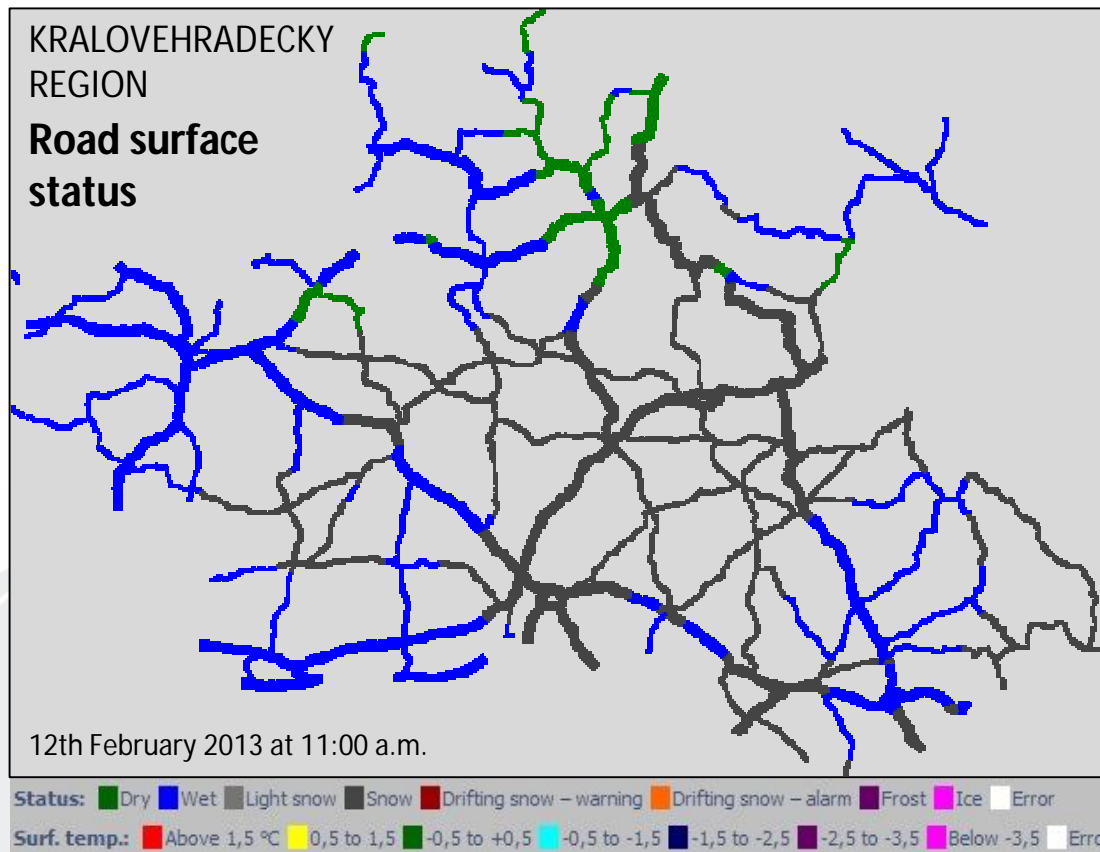 KRALOVEHRADECKY
REGION
Road surface
status
12th February 2013 at 11:00 a.m.
Status: Dry Wet Light snow Snow Drifting snow – warning Drifting snow – alarm Frost Ice Error
Surf. temp.: Above 1,5 ºC 0,5 to 1,5 -0,5 to +0,5 -0,5 to -1,5 -1,5 to -2,5 -2,5 to -3,5 Below -3,5 Erro